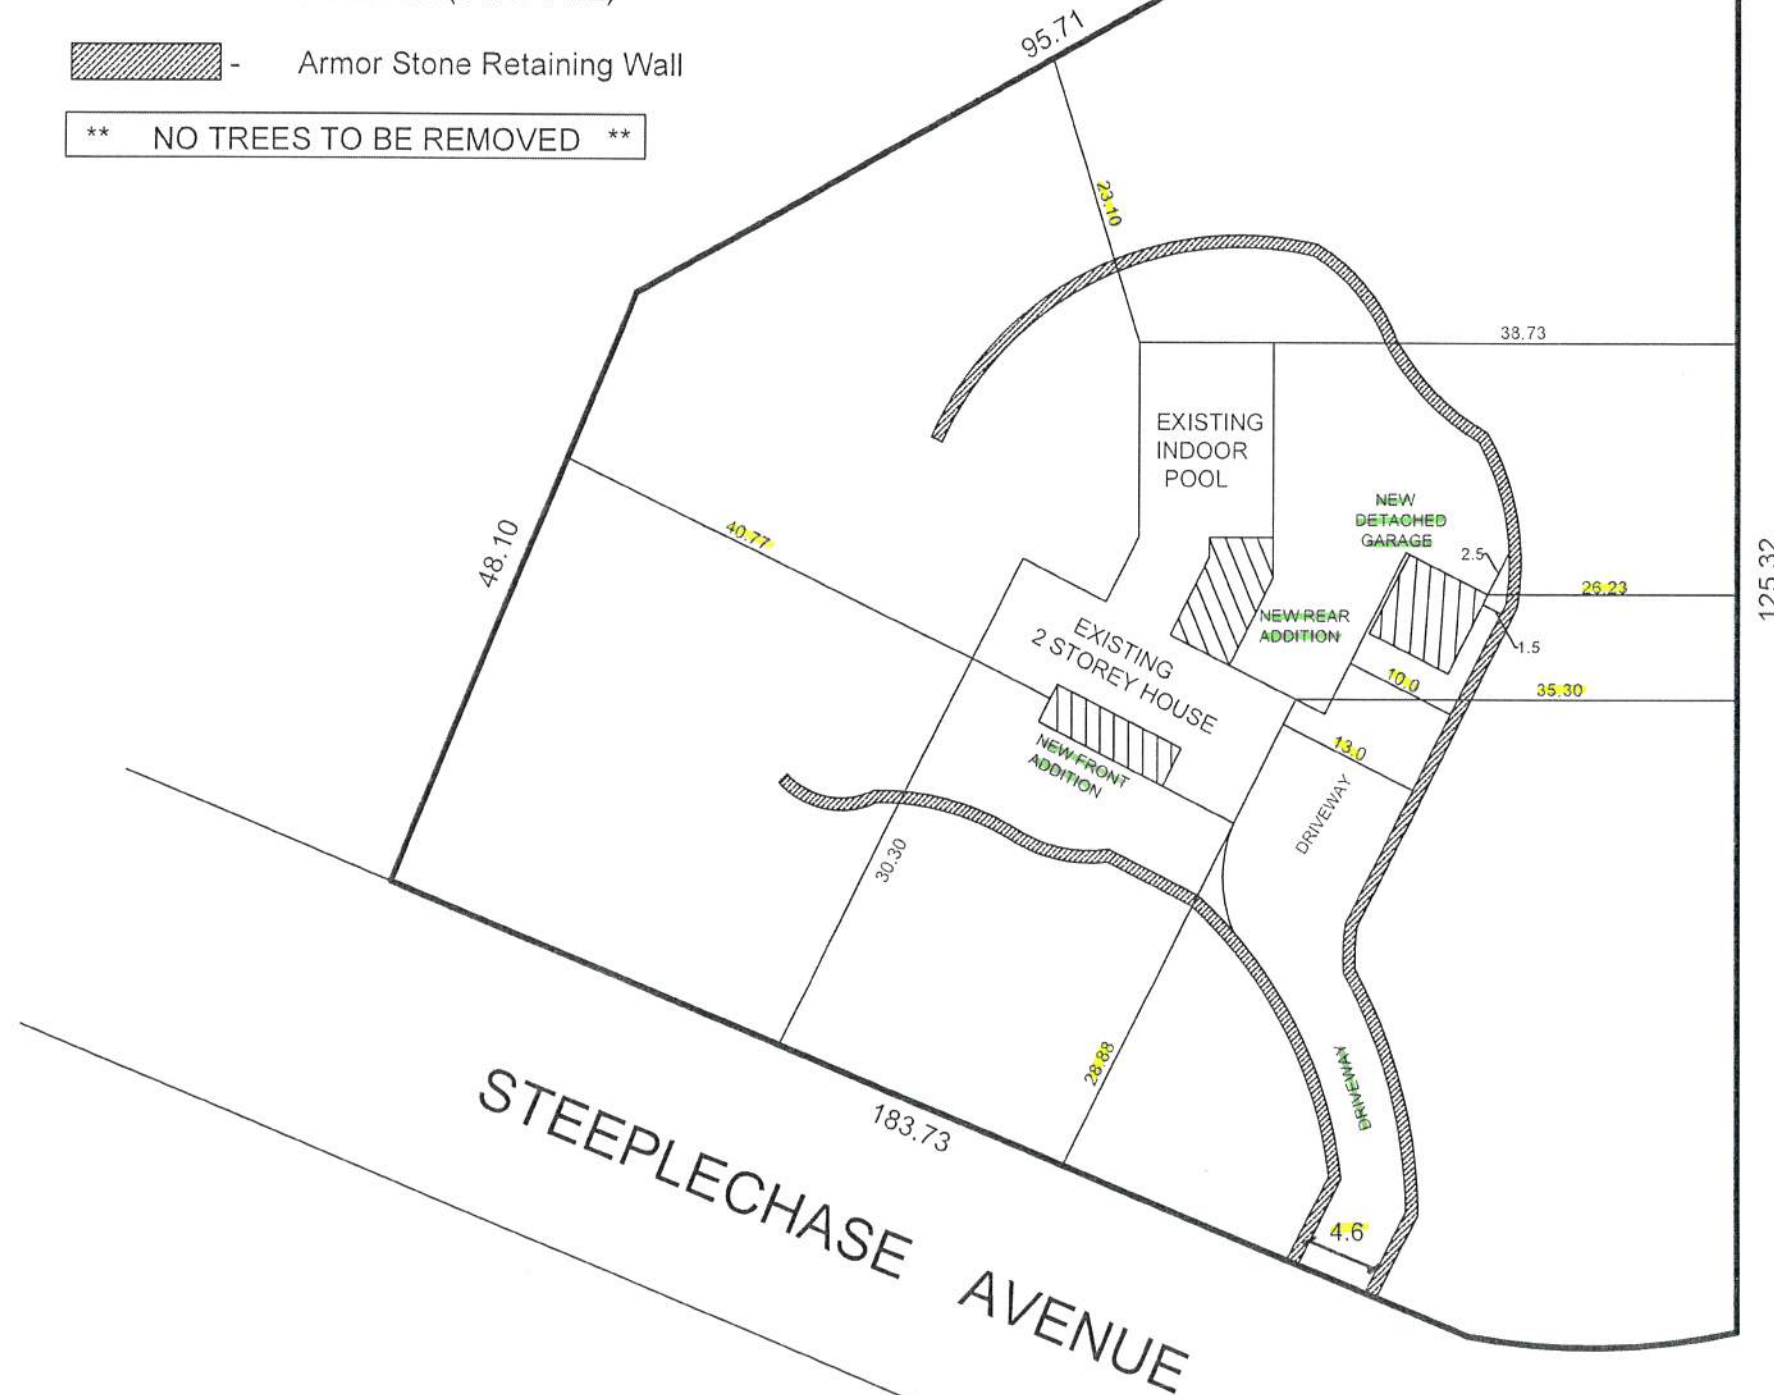 - Armor Stone Retaining Wall
** NO TREES TO BE REMOVED **
95.71
23.10
38.73
EXISTING
INDOOR
POOL
NEW
DETACHED
GARAGE
2.5
26.23
125.32
40.77
48.10
NEW REAR
ADDITION
1.5
EXISTING
2 STOREY HOUSE
10.0
35.30
13.0
NEW FRONT
ADDITION
DRIVEWAY
30.30
28.88
DRIVEWAY
183.73
4.6
STEEPLECHASE AVENUE